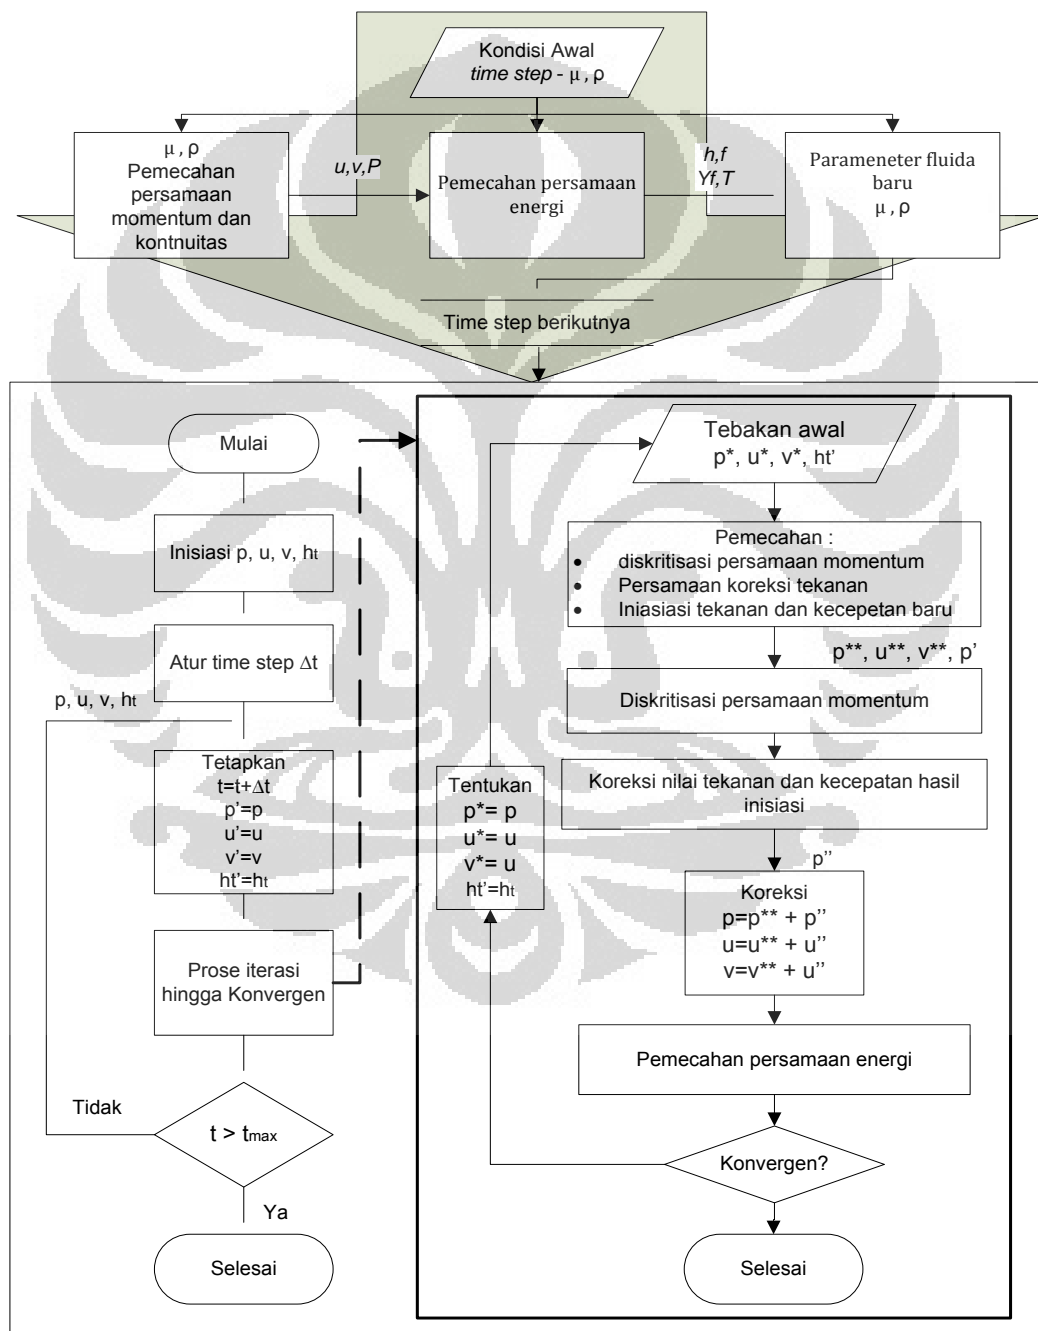 Kondisi Awal
time step - μ , ρ
μ , ρ
Pemecahan
persamaan
momentum dan
kontnuitas
u,v,P
Pemecahan persamaan
energi
h,f
Yf,T
Parameneter fluida
baru
μ , ρ
Time step berikutnya
Mulai
Inisiasi p, u, v, ht
Atur time step Δt
p, u, v, ht
Tetapkan
t=t+Δt
p’=p
u’=u
v’=v
ht’=ht
Prose iterasi
hingga Konvergen
Tidak
t > tmax
Ya
Selesai
Tebakan awal
p*, u*, v*, ht’
Pemecahan :
• diskritisasi persamaan momentum
• Persamaan koreksi tekanan
• Iniasiasi tekanan dan kecepetan baru
p**, u**, v**, p’
Diskritisasi persamaan momentum
Koreksi nilai tekanan dan kecepatan hasil
inisiasi
p’’
Tentukan
p*= p
u*= u
v*= u
ht’=ht
Koreksi
p=p** + p’’
u=u** + u’’
v=v** + u’’
Pemecahan persamaan energi
Konvergen?
Selesai